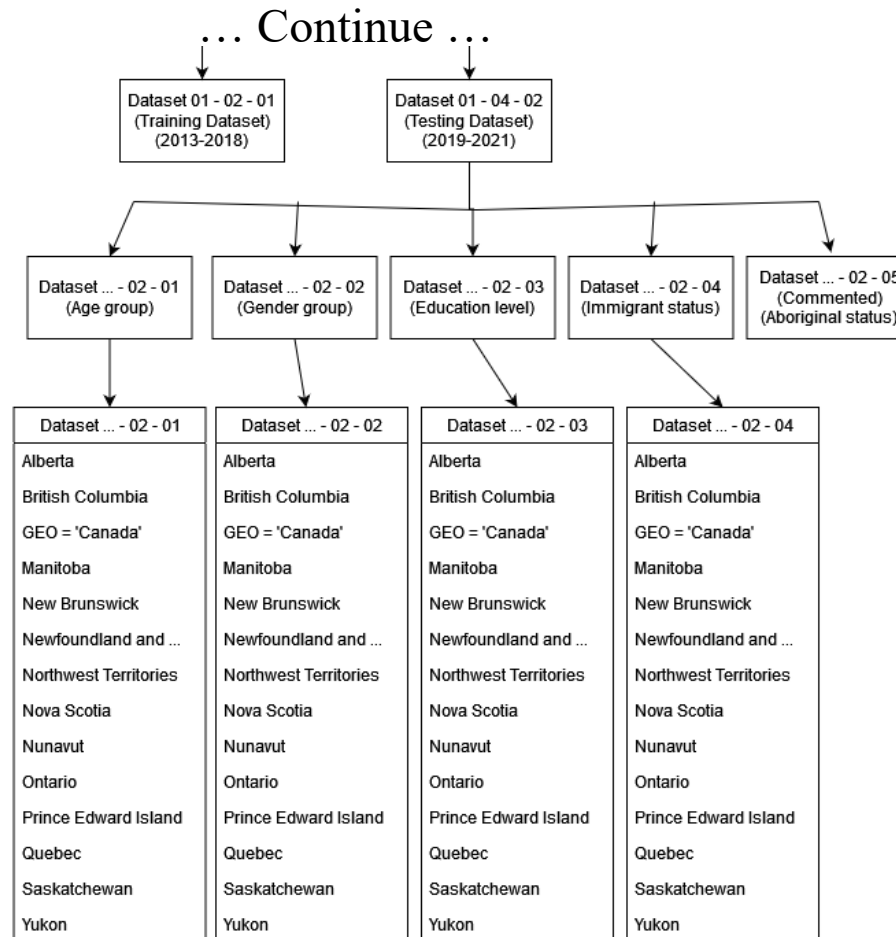 ... Continue ...
Dataset 01 - 02 - 01
(Training Dataset)
(2013-2018)
Dataset 01 - 04 - 02
(Testing Dataset)
(2019-2021)
Dataset ... - 02 - 01
(Age group)
Dataset ... - 02 - 02
(Gender group)
Dataset ... - 02 - 03
(Education level)
Dataset ... - 02 - 04
(Immigrant status)
Dataset ... - 02 - 05
(Commented)
(Aboriginal status)
Dataset ... - 02 - 01
Alberta
British Columbia
GEO = 'Canada'
Manitoba
New Brunswick
Newfoundland and ...
Northwest Territories
Nova Scotia
Nunavut
Ontario
Prince Edward Island
Quebec
Saskatchewan
Yukon
Dataset ... - 02 - 02
Alberta
British Columbia
GEO = 'Canada'
Manitoba
New Brunswick
Newfoundland and ...
Northwest Territories
Nova Scotia
Nunavut
Ontario
Prince Edward Island
Quebec
Saskatchewan
Yukon
Dataset ... - 02 - 03
Alberta
British Columbia
GEO = 'Canada'
Manitoba
New Brunswick
Newfoundland and ...
Northwest Territories
Nova Scotia
Nunavut
Ontario
Prince Edward Island
Quebec
Saskatchewan
Yukon
Dataset ... - 02 - 04
Alberta
British Columbia
GEO = 'Canada'
Manitoba
New Brunswick
Newfoundland and ...
Northwest Territories
Nova Scotia
Nunavut
Ontario
Prince Edward Island
Quebec
Saskatchewan
Yukon